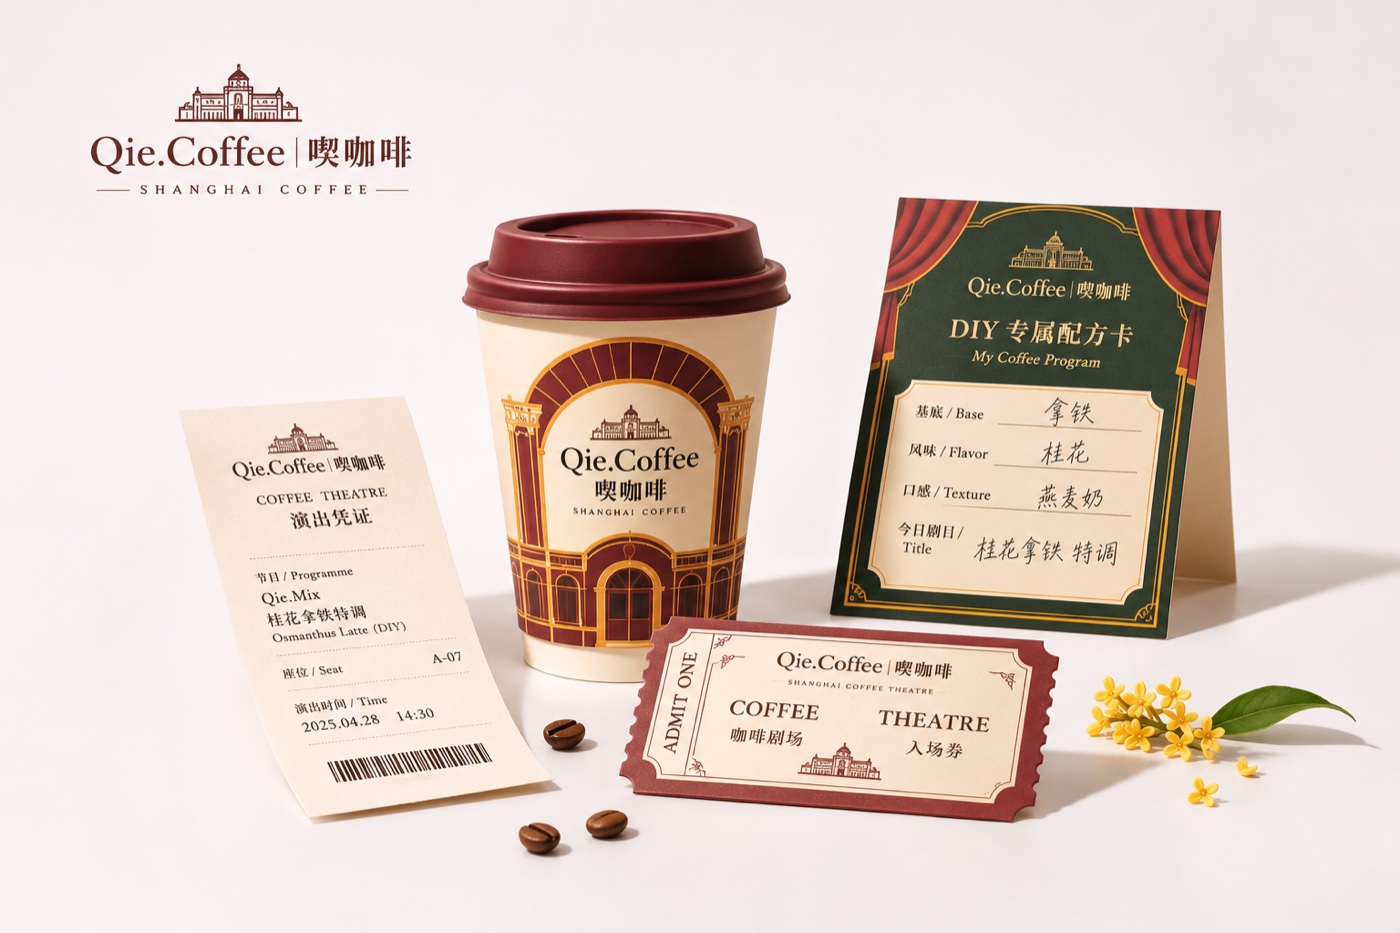 Qie.Coffee | 喫咖啡
SHANGHAI COFFEE
Qie.Coffee | 喫咖啡
COFFEE THEATRE
演出凭证
节目 / Programme
Qie.Mix
桂花拿铁特调
Osmanthus Latte (DIY)
座位 / Seat A-07
演出时间 / Time
2025.04.28 14:30
Qie.Coffee
喫咖啡
SHANGHAI COFFEE
Qie.Coffee | 喫咖啡
DIY 专属配方卡
My Coffee Program
基底 / Base 拿铁
风味 / Flavor 桂花
口感 / Texture 燕麦奶
今日剧目 /
Title 桂花拿铁 特调
ADMIT ONE
Qie.Coffee | 喫咖啡
SHANGHAI COFFEE THEATRE
COFFEE THEATRE
咖啡剧场 入场券